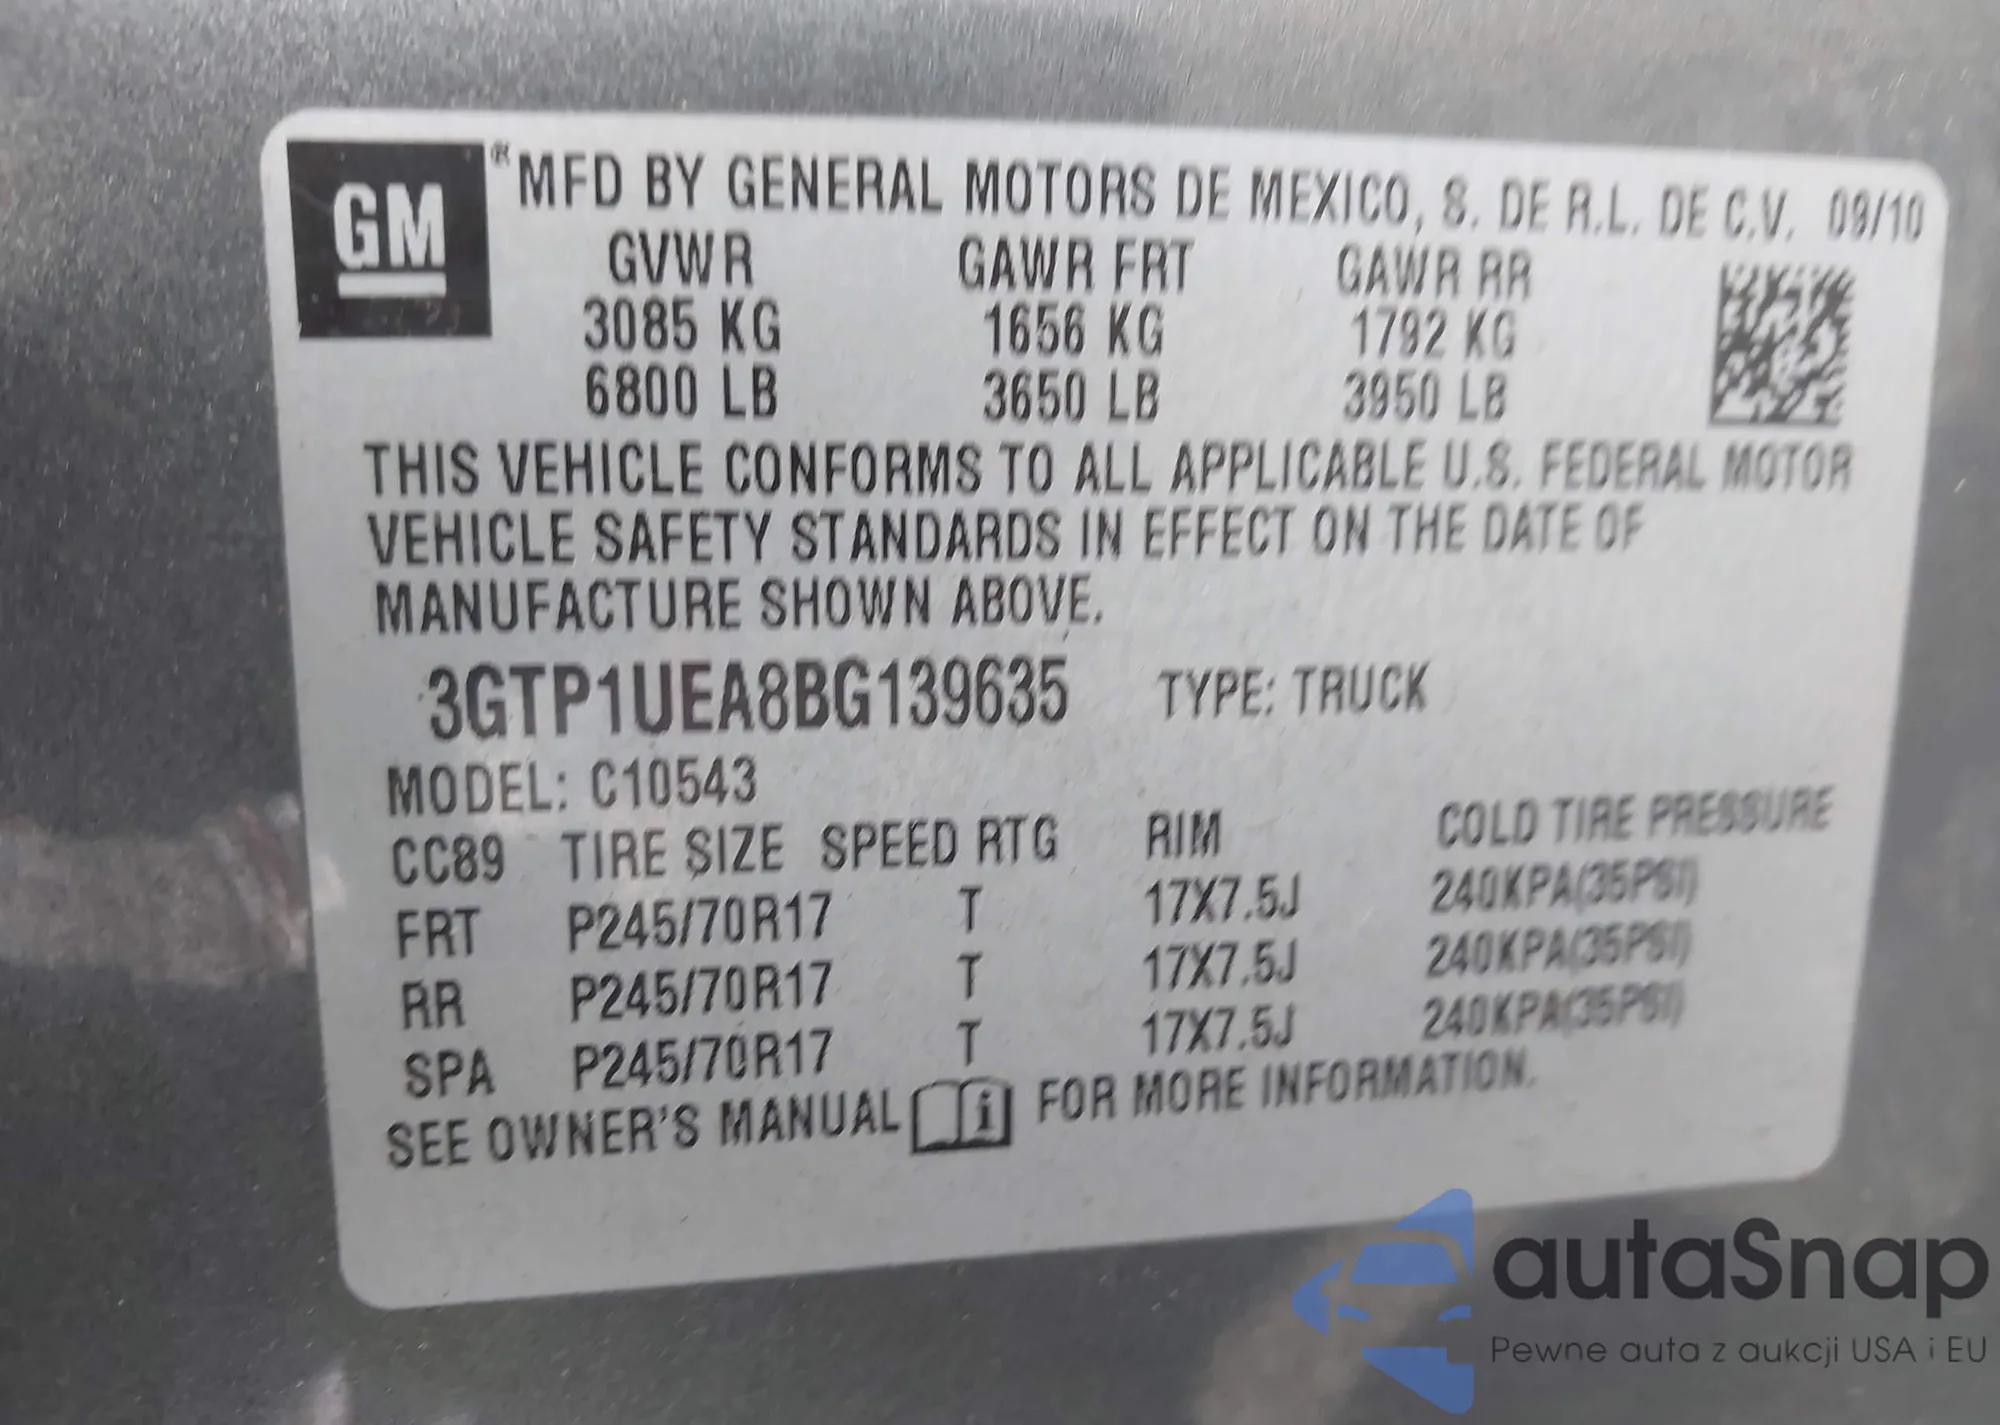 GM ® MFD BY GENERAL MOTORS DE MEXICO, S. DE R.L. DE C.V. 09/10
GVWR GAWR FRT GAWR RR
3085 KG 1656 KG 1792 KG
6800 LB 3650 LB 3950 LB
THIS VEHICLE CONFORMS TO ALL APPLICABLE U.S. FEDERAL MOTOR
VEHICLE SAFETY STANDARDS IN EFFECT ON THE DATE OF
MANUFACTURE SHOWN ABOVE.
3GTP1UEA8BG139635 TYPE: TRUCK
MODEL: C10543
CC89 TIRE SIZE SPEED RTG RIM COLD TIRE PRESSURE
FRT P245/70R17 T 17X7.5J 240KPA(35PSI)
RR P245/70R17 T 17X7.5J 240KPA(35PSI)
SPA P245/70R17 T 17X7.5J 240KPA(35PSI)
SEE OWNER'S MANUAL i FOR MORE INFORMATION.
autaSnap
Pewne auta z aukcji USA i EU